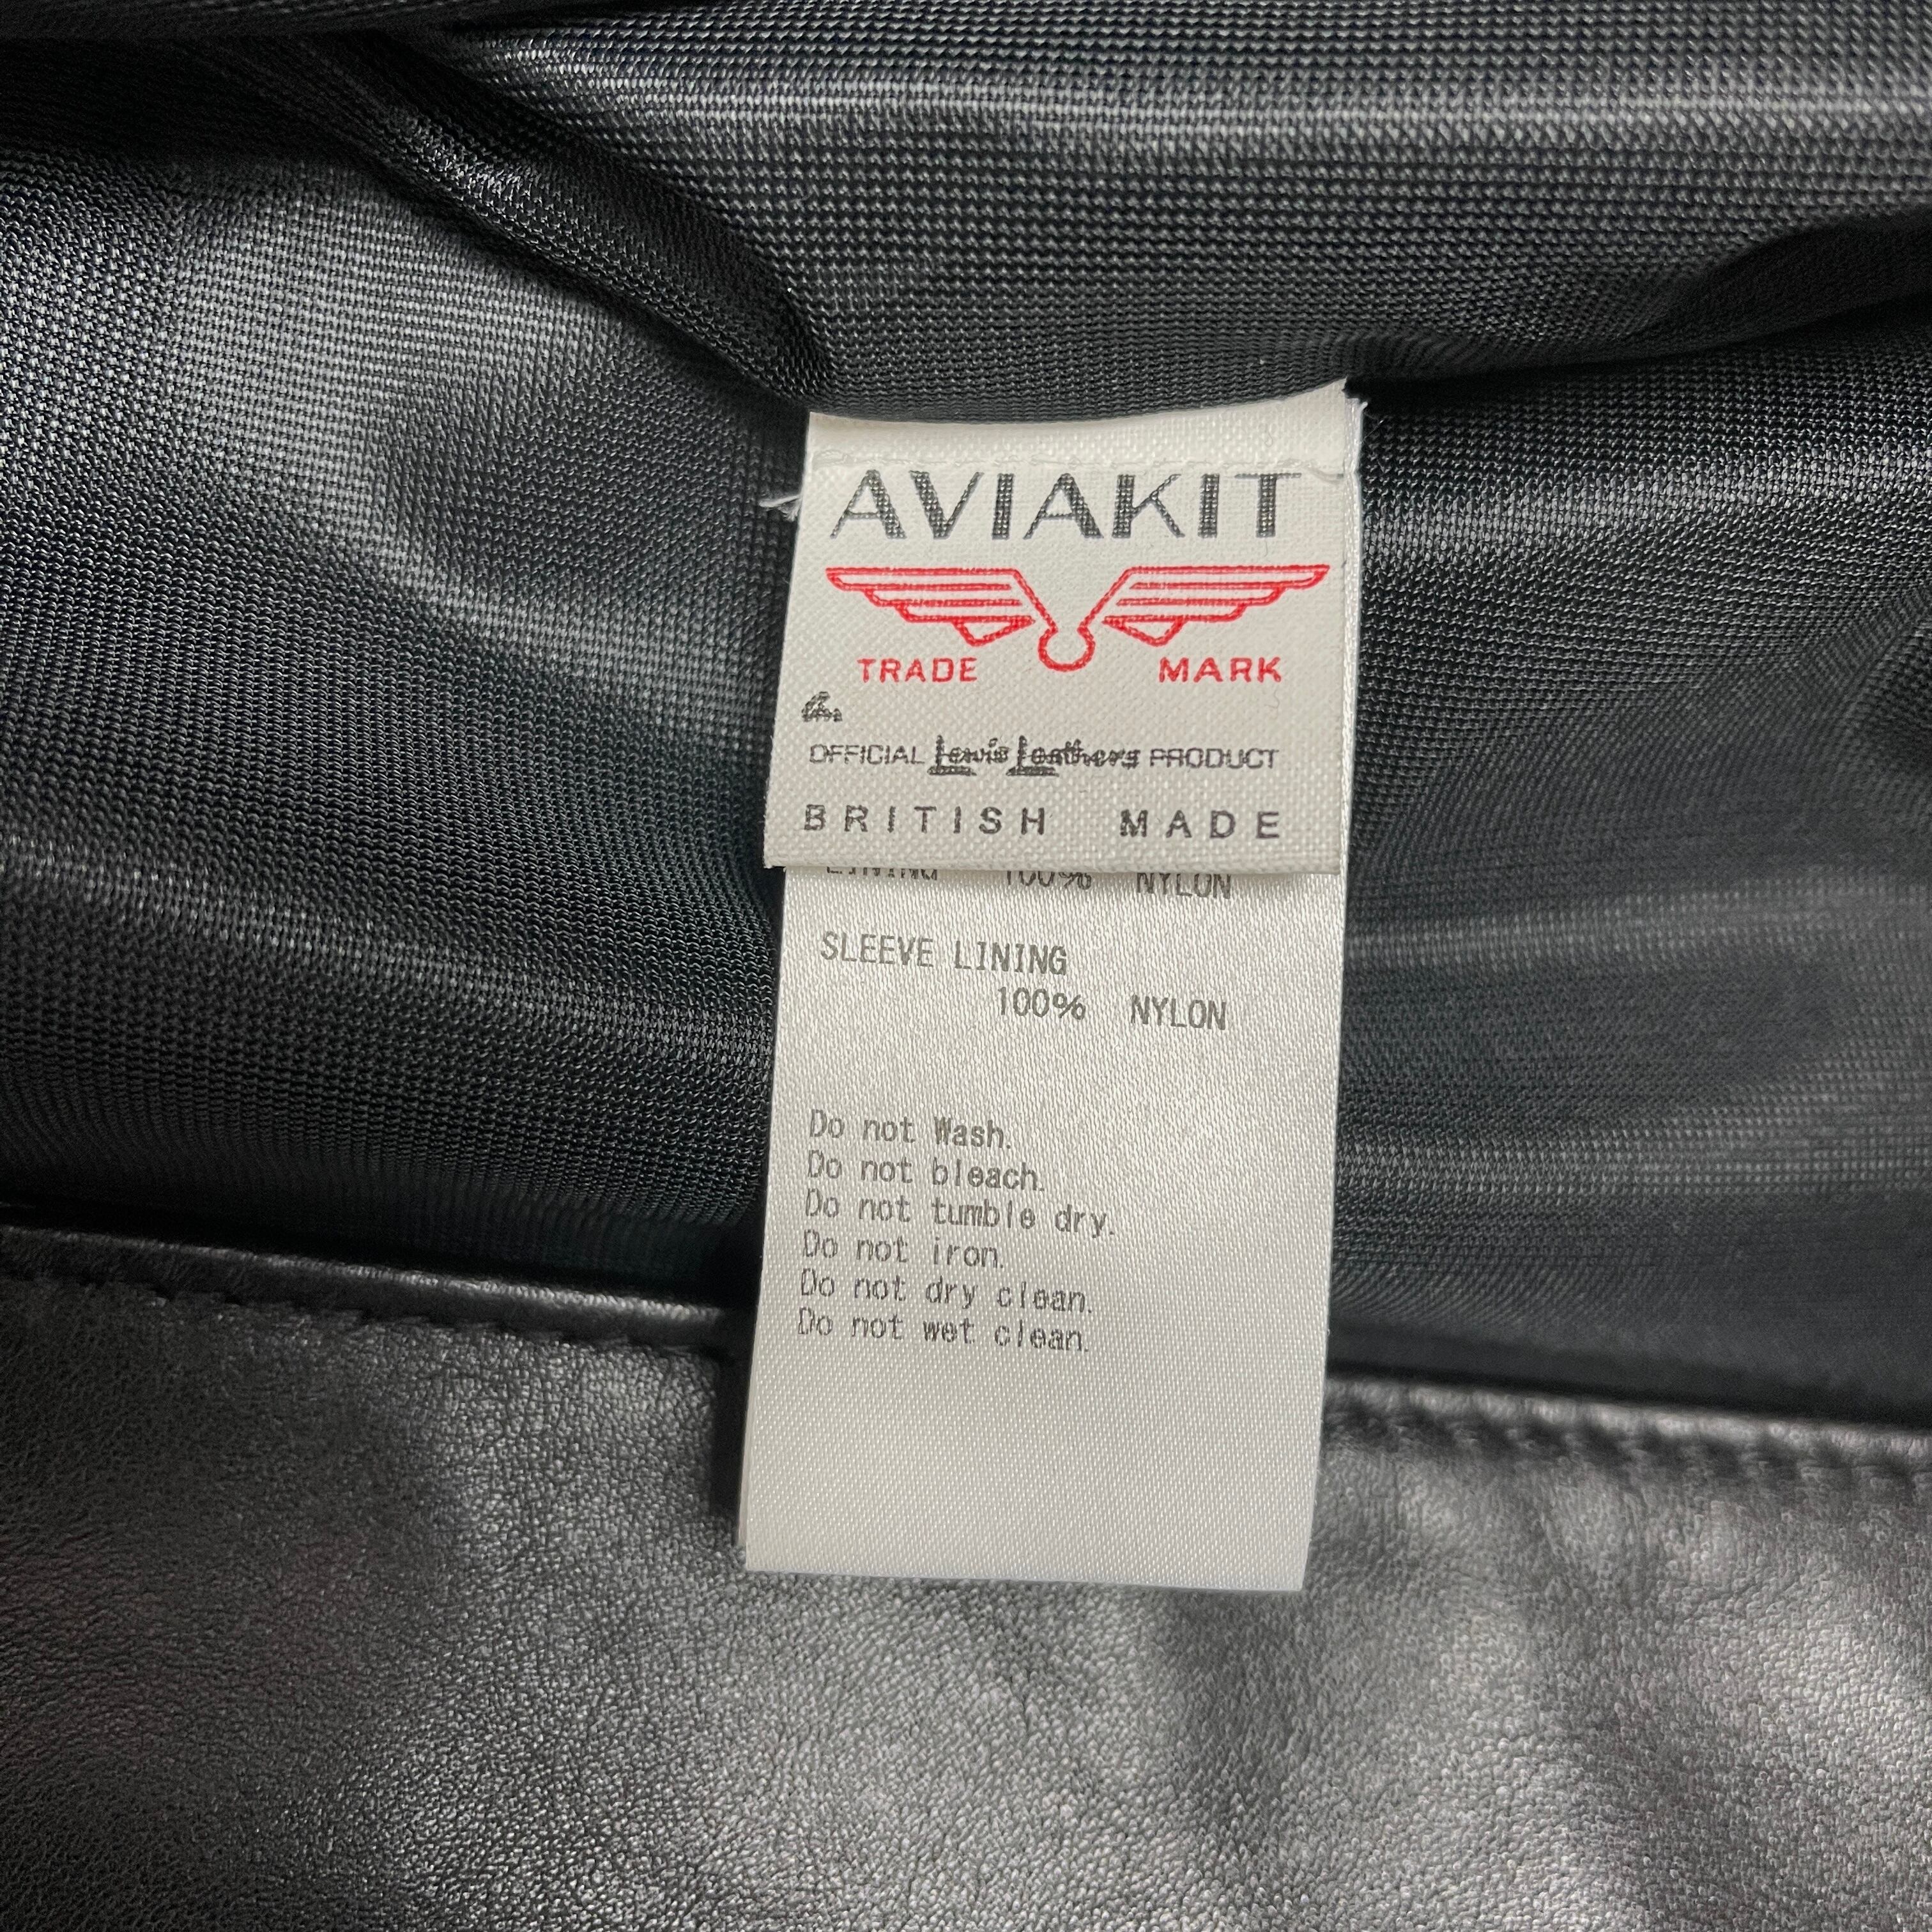 AVIAKIT
TRADE MARK
OFFICIAL Lewis Leathers PRODUCT
BRITISH MADE
LINING 100% NYLON
SLEEVE LINING
100% NYLON
Do not Wash.
Do not bleach.
Do not tumble dry.
Do not iron.
Do not dry clean.
Do not wet clean.